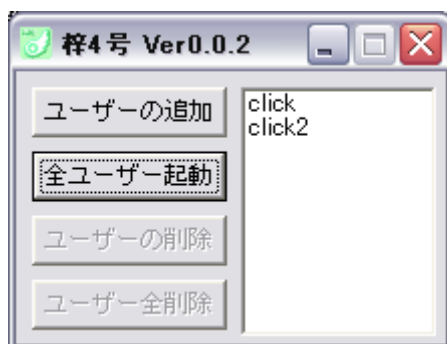 梓4号 Ver0.0.2
ユーザーの追加
全ユーザー起動
ユーザーの削除
ユーザー全削除
click
click2